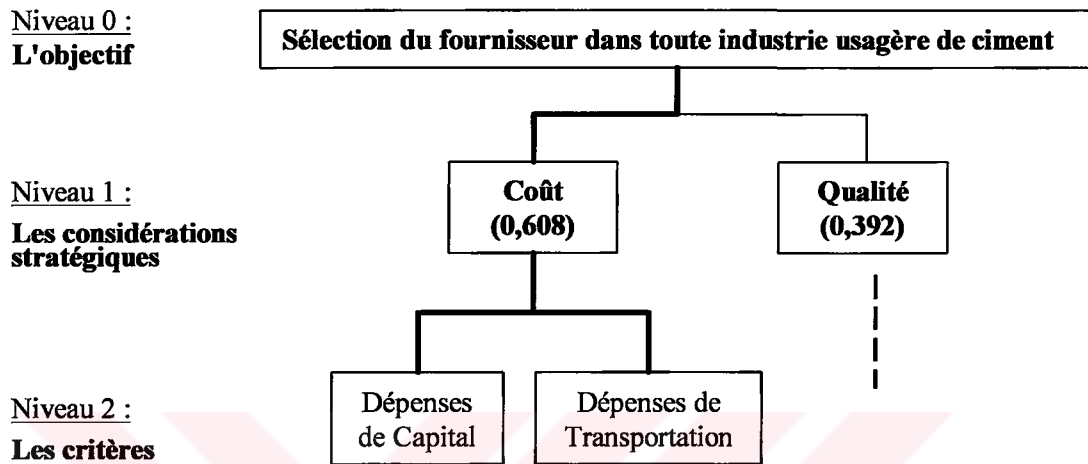 Niveau 0 :
L'objectif
Sélection du fournisseur dans toute industrie usagère de ciment
Niveau 1 :
Les considérations
stratégiques
Coût
(0,608)
Qualité
(0,392)
Niveau 2 :
Les critères
Dépenses
de Capital
Dépenses de
Transportation